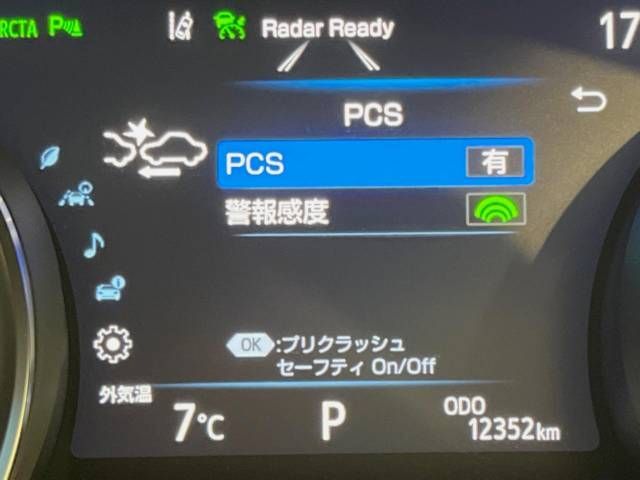 RCTA P
Radar Ready
17
PCS
PCS 有
警報感度
OK :プリクラッシュ
セーフティ On/Off
外気温
7℃ P ODO
12352km